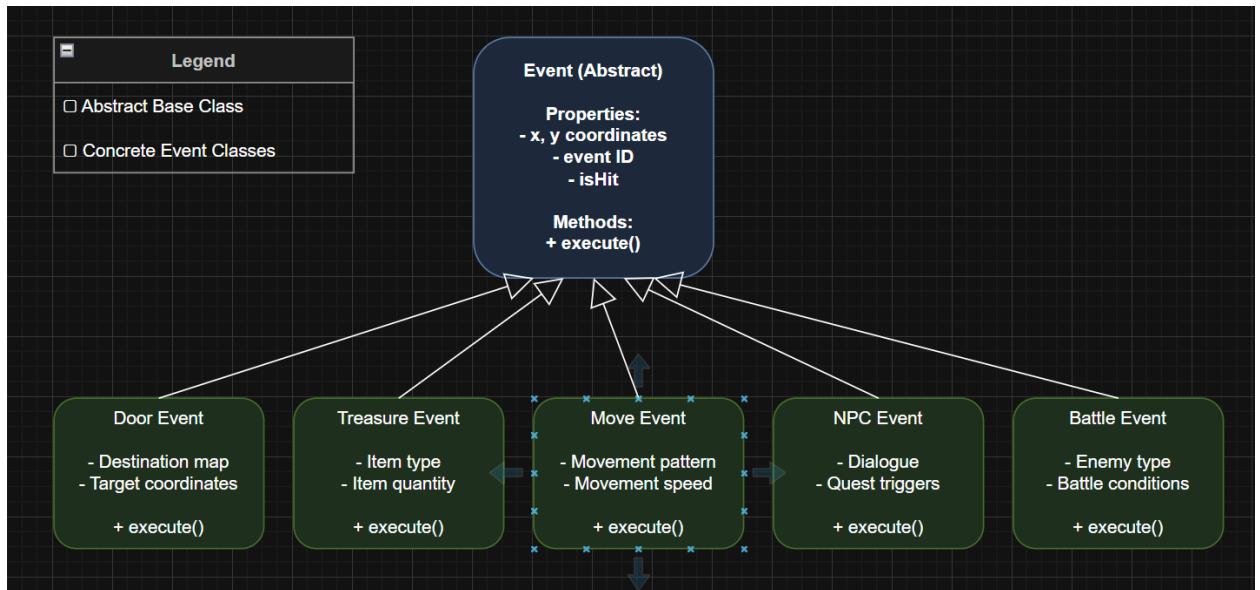 Legend
Abstract Base Class
Concrete Event Classes
Event (Abstract)
Properties:
- x, y coordinates
- event ID
- isHit
Methods:
+ execute()
Door Event
- Destination map
- Target coordinates
+ execute()
Treasure Event
- Item type
- Item quantity
+ execute()
Move Event
- Movement pattern
- Movement speed
+ execute()
NPC Event
- Dialogue
- Quest triggers
+ execute()
Battle Event
- Enemy type
- Battle conditions
+ execute()